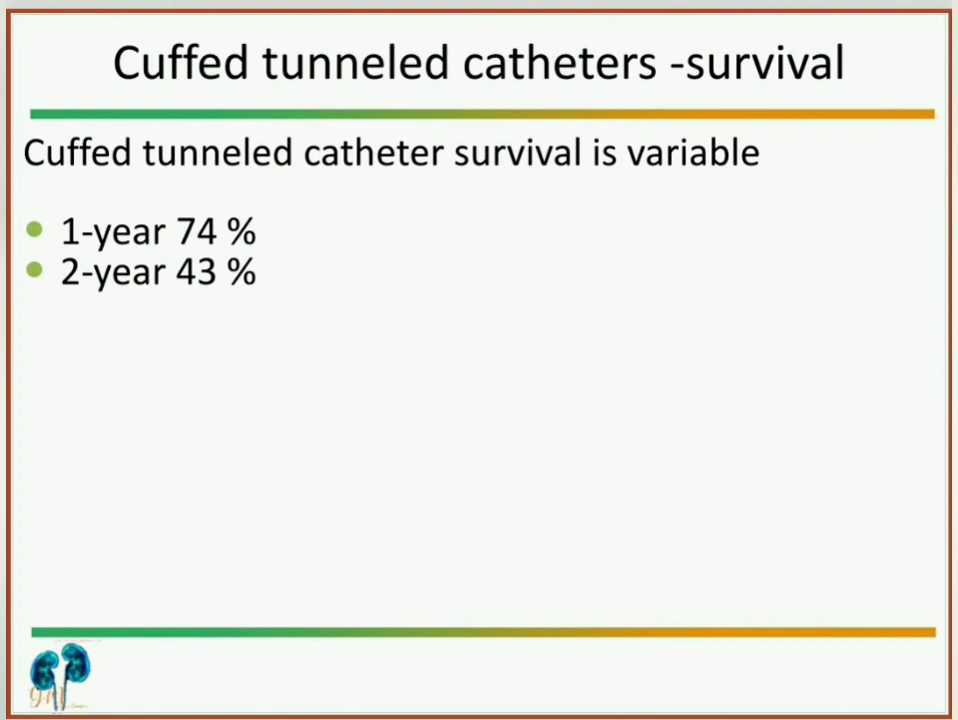 Cuffed tunneled catheters -survival
Cuffed tunneled catheter survival is variable
1-year 74 %
2-year 43 %